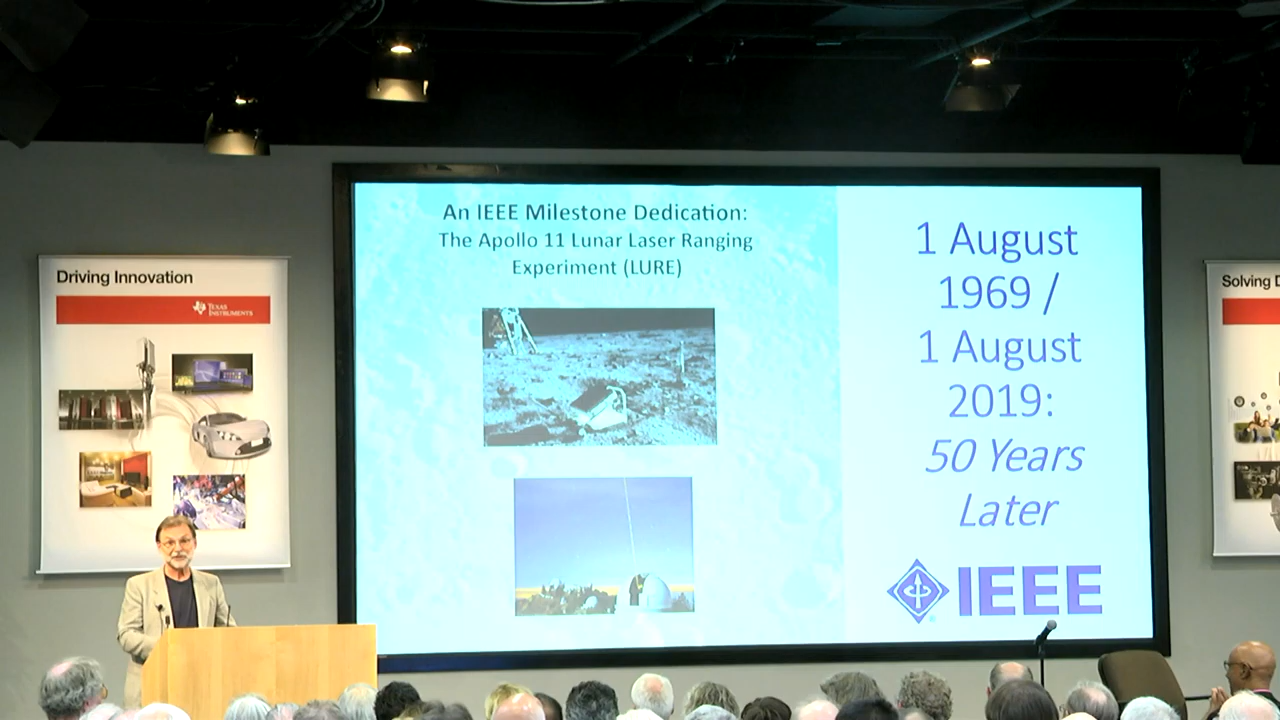 Driving Innovation
TEXAS
INSTRUMENTS
An IEEE Milestone Dedication:
The Apollo 11 Lunar Laser Ranging
Experiment (LURE)
1 August
1969 /
1 August
2019:
50 Years
Later
IEEE
Solving